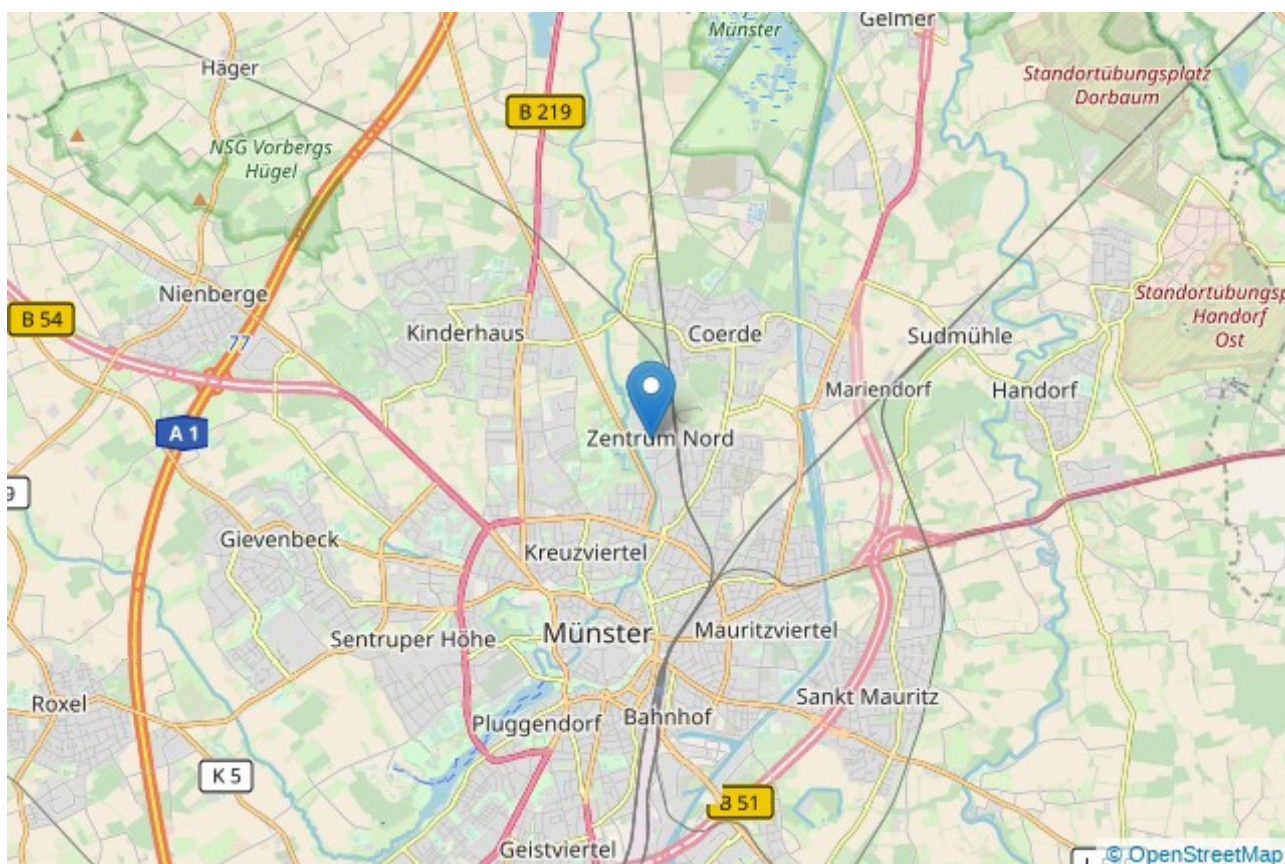 Gelmer
Münster
Häger
Standortübungsplatz
Dorbaum
B 219
NSG Vorbergs
Hügel
Nienberge
Standortübungsp
Handorf
Ost
B 54
77
Kinderhaus
Coerde
Sudmühle
Mariendorf
Handorf
A 1
Zentrum Nord
9
Gievenbeck
Kreuzviertel
Sentruper Höhe
Münster
Mauritzviertel
Roxel
Sankt Mauritz
Pluggendorf
Bahnhof
K 5
B 51
Geistviertel
L
© OpenStreetMap